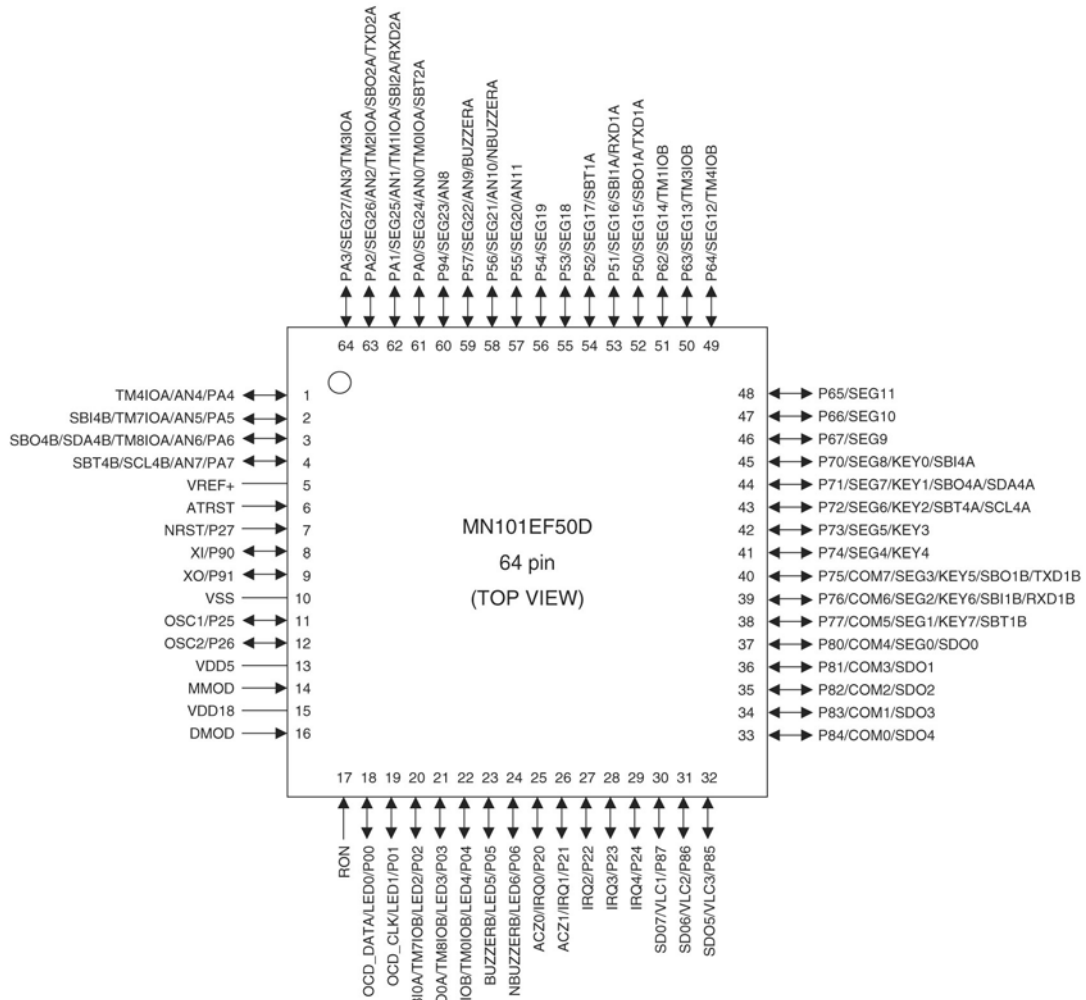 PA3/SEG27/AN3/TM3IOA
PA2/SEG26/AN2/TM2IOA/SBO2A/TXD2A
PA1/SEG25/AN1/TM1IOA/SBI2A/RXD2A
PA0/SEG24/AN0/TM0IOA/SBT2A
P94/SEG23/AN8
P57/SEG22/AN9/BUZZERA
P56/SEG21/AN10/NBUZZERA
P55/SEG20/AN11
P54/SEG19
P53/SEG18
P52/SEG17/SBT1A
P51/SEG16/SBI1A/RXD1A
P50/SEG15/SBO1A/TXD1A
P62/SEG14/TM1IOB
P63/SEG13/TM3IOB
P64/SEG12/TM4IOB
64 63 62 61 60 59 58 57 56 55 54 53 52 51 50 49
TM4IOA/AN4/PA4 1
SBI4B/TM7IOA/AN5/PA5 2
SBO4B/SDA4B/TM8IOA/AN6/PA6 3
SBT4B/SCL4B/AN7/PA7 4
VREF+ 5
ATRST 6
NRST/P27 7
XI/P90 8
XO/P91 9
VSS 10
OSC1/P25 11
OSC2/P26 12
VDD5 13
MMOD 14
VDD18 15
DMOD 16
MN101EF50D
64 pin
(TOP VIEW)
48 P65/SEG11
47 P66/SEG10
46 P67/SEG9
45 P70/SEG8/KEY0/SBI4A
44 P71/SEG7/KEY1/SBO4A/SDA4A
43 P72/SEG6/KEY2/SBT4A/SCL4A
42 P73/SEG5/KEY3
41 P74/SEG4/KEY4
40 P75/COM7/SEG3/KEY5/SBO1B/TXD1B
39 P76/COM6/SEG2/KEY6/SBI1B/RXD1B
38 P77/COM5/SEG1/KEY7/SBT1B
37 P80/COM4/SEG0/SDO0
36 P81/COM3/SDO1
35 P82/COM2/SDO2
34 P83/COM1/SDO3
33 P84/COM0/SDO4
17 18 19 20 21 22 23 24 25 26 27 28 29 30 31 32
RON
OCD_DATA/LED0/P00
OCD_CLK/LED1/P01
/TM7IOB/LED2/P02
/TM8IOB/LED3/P03
/TM0IOB/LED4/P04
BUZZERB/LED5/P05
NBUZZERB/LED6/P06
ACZ0/IRQ0/P20
ACZ1/IRQ1/P21
IRQ2/P22
IRQ3/P23
IRQ4/P24
SD07/VLC1/P87
SD06/VLC2/P86
SDO5/VLC3/P85